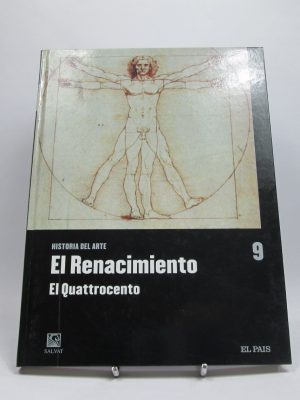 HISTORIA DEL ARTE
El Renacimiento
9
El Quattrocento
SALVAT
EL PAIS